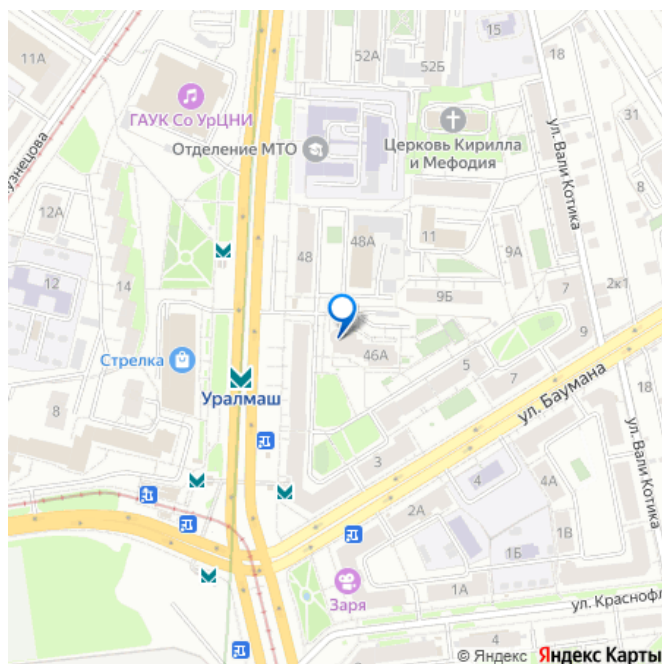 11А
52А
15
18
52Б
31
ГАУК Со УрЦНИ
Отделение МТО
Церковь Кирилла
и Мефодия
ул. Вали Котика
узнецова
8
12А
48
48А
11
9А
12
14
9Б
2к1
7
9
Стрелка
46А
5
7
Уралмаш
ул. Баумана
8
18
3
4
4А
ул. Вали Котика
2А
1В
1Б
Заря
1А
ул. Краснофл
4
© Яндекс Яндекс Карты